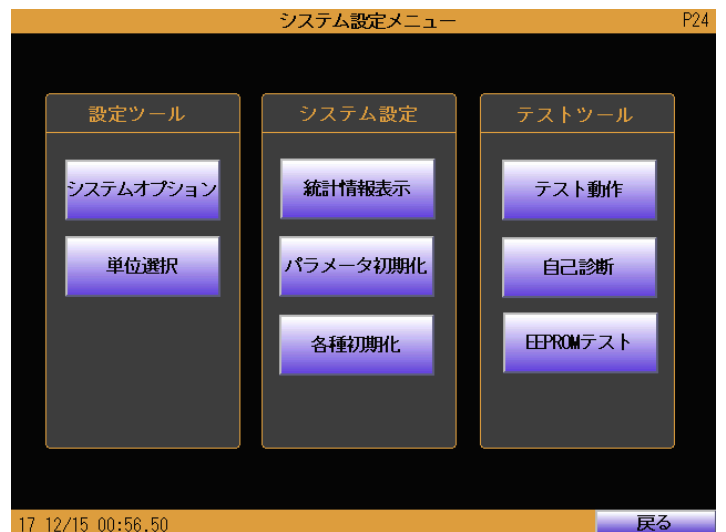 システム設定メニュー P24
設定ツール
システムオプション
単位選択
システム設定
統計情報表示
パラメータ初期化
各種初期化
テストツール
テスト動作
自己診断
EEPROMテスト
17 12/15 00:56.50 戻る